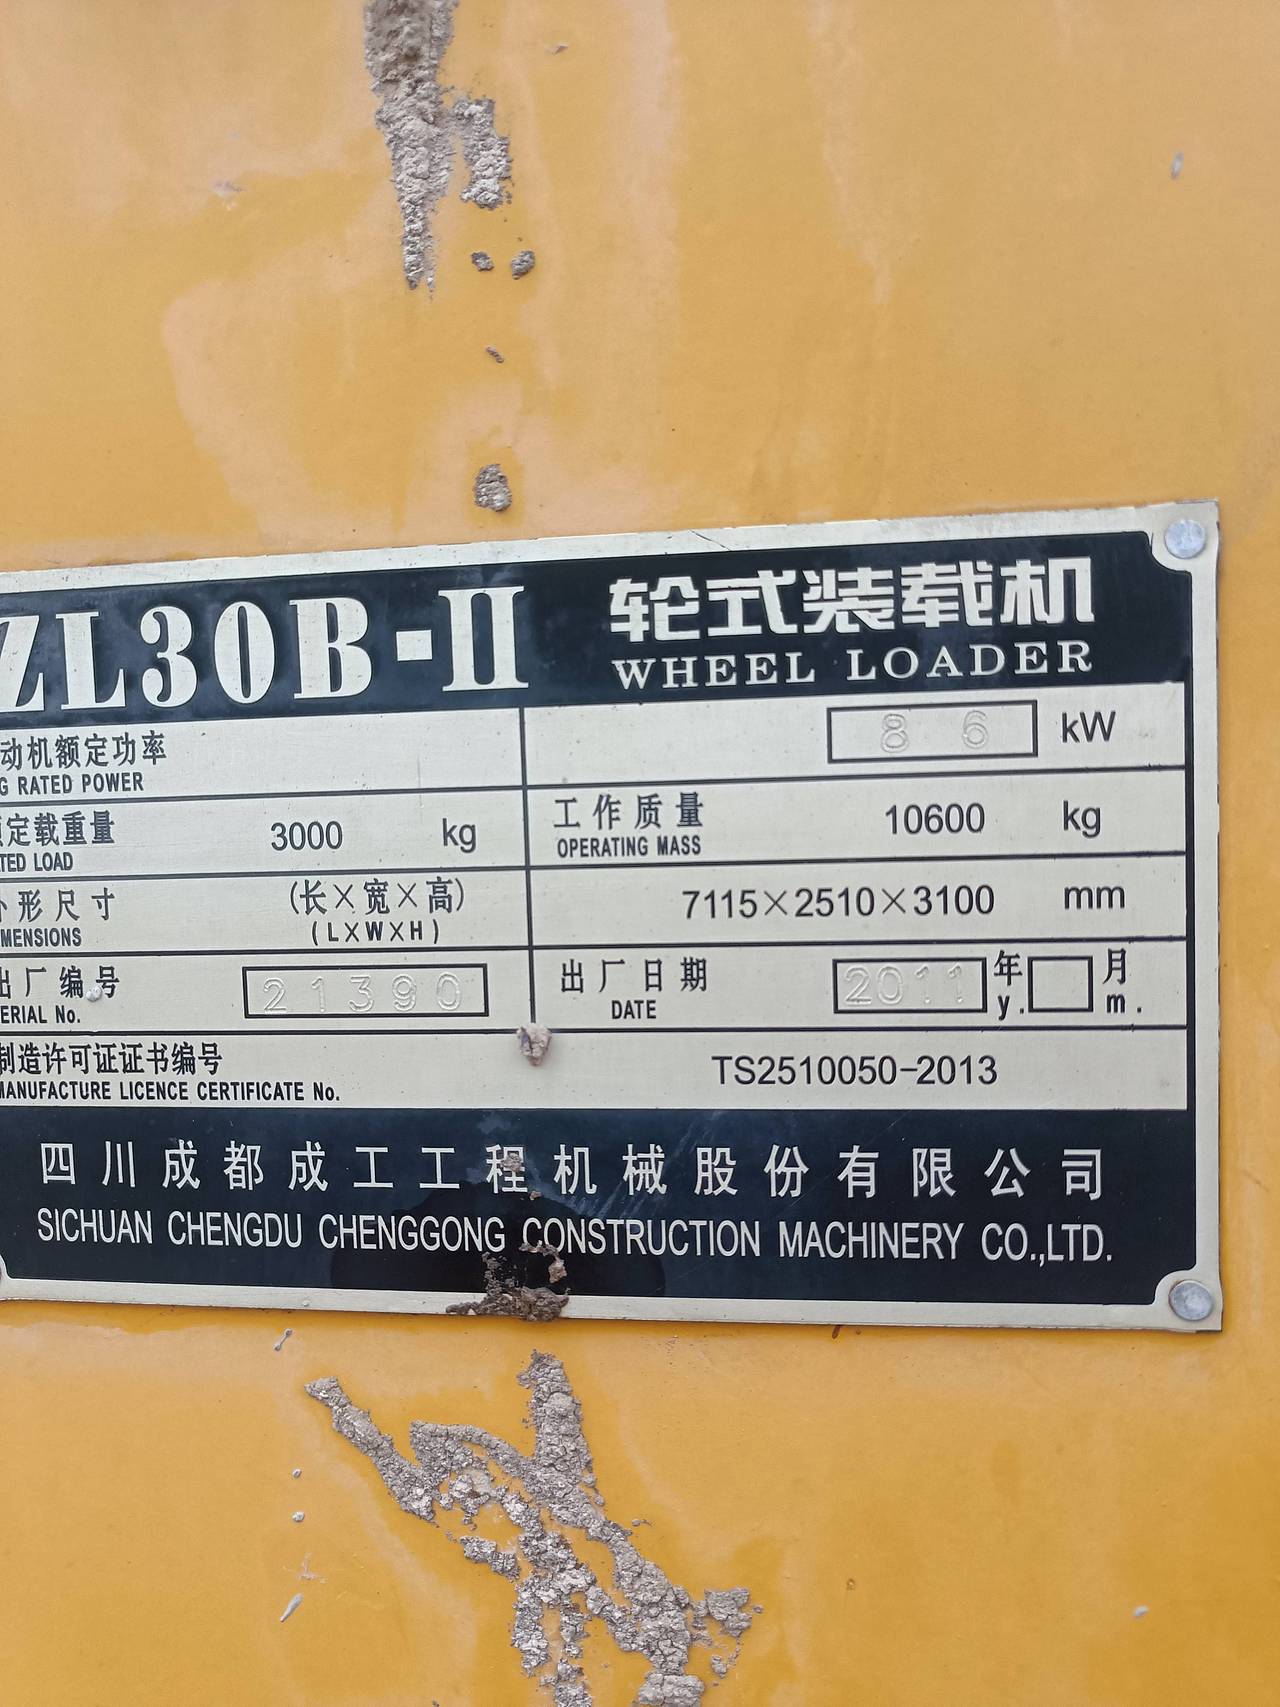 ZL30B-II 轮式装载机
WHEEL LOADER
动机额定功率 86 kW
G RATED POWER
定载重量 3000 kg 工作质量 10600 kg
TED LOAD OPERATING MASS
外形尺寸 (长×宽×高) 7115×2510×3100 mm
MENSIONS (L×W×H)
出厂编号 21390 出厂日期 2011 年 月
ERIAL No. DATE y. m.
制造许可证证书编号 TS2510050-2013
MANUFACTURE LICENCE CERTIFICATE No.
四川成都成工工程机械股份有限公司
SICHUAN CHENGDU CHENGGONG CONSTRUCTION MACHINERY CO.,LTD.